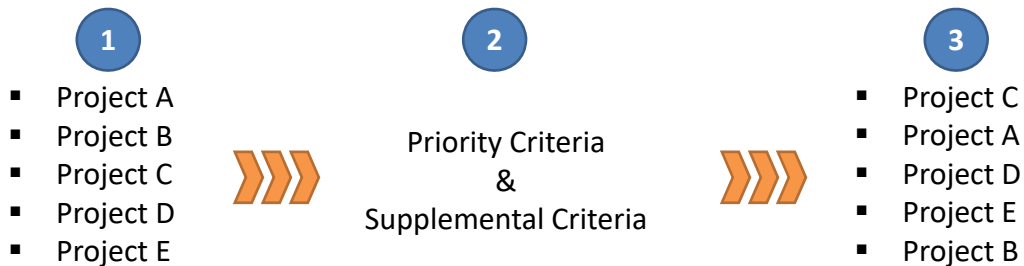 1
▪ Project A
▪ Project B
▪ Project C
▪ Project D
▪ Project E
2
Priority Criteria
&
Supplemental Criteria
3
▪ Project C
▪ Project A
▪ Project D
▪ Project E
▪ Project B